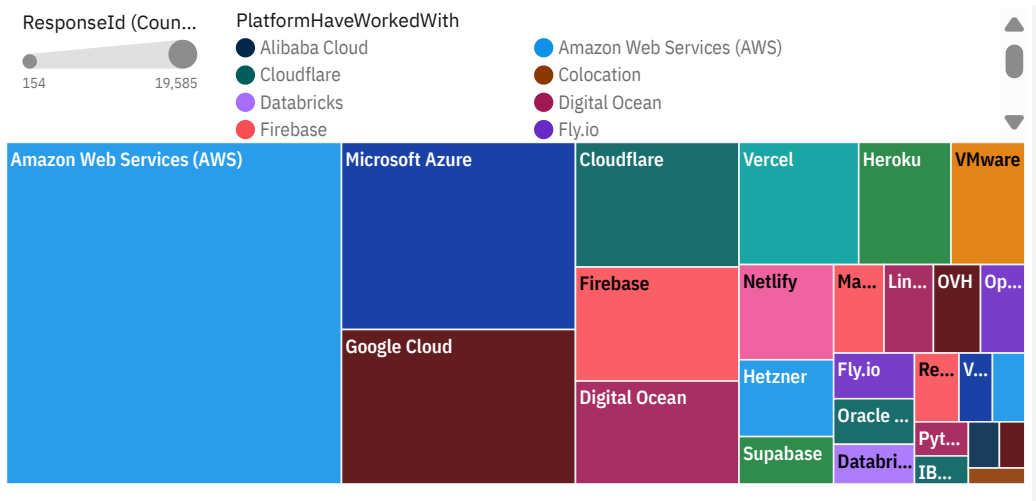 ResponseId (Coun...
154
19,585
PlatformHaveWorkedWith
Alibaba Cloud
Amazon Web Services (AWS)
Cloudflare
Colocation
Databricks
Digital Ocean
Firebase
Fly.io
Amazon Web Services (AWS)
Microsoft Azure
Google Cloud
Cloudflare
Firebase
Digital Ocean
Vercel
Heroku
VMware
Netlify
Ma...
Lin...
OVH
Op...
Hetzner
Supabase
Fly.io
Oracle ...
Databri...
Re...
V...
Pyt...
IB...